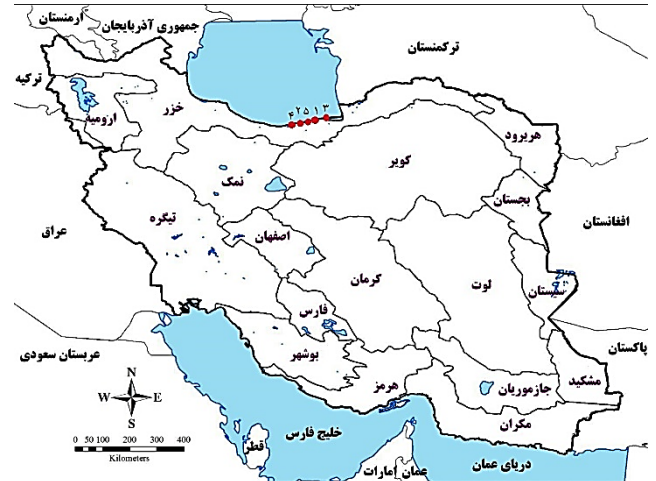 ارمنستان
جمهوری آذربایجان
ترکمنستان
ترکیه
ارومیه
خزر
۴ ۲ ۵ ۱ ۳
هریرود
کویر
نمک
بجستان
افغانستان
تیگره
اصفهان
عراق
کرمان
لوت
سیستان
فارس
پاکستان
بوشهر
عربستان سعودی
مشکید
هرمز
جازموریان
مکران
N
W E
S
خلیج فارس
قطر
دریای عمان
عمان
امارات
0 50 100 200 300 400
Kilometers